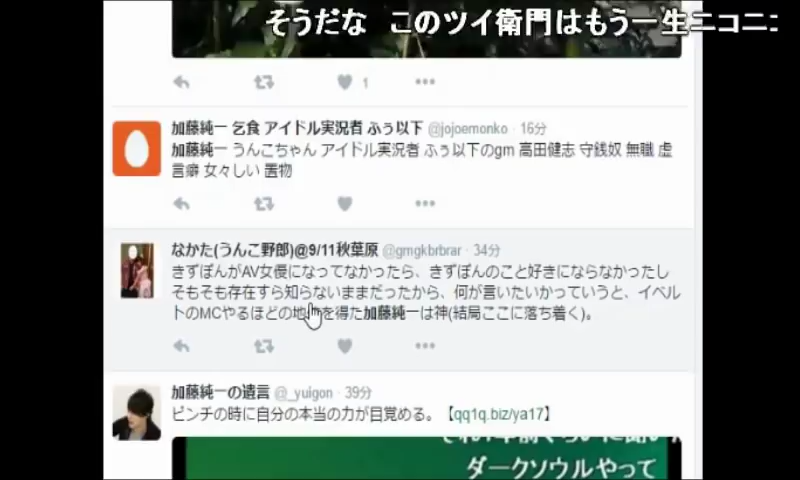 そうだな　このツイ衛門はもう一生ニコニコ
1
加藤純一 乞食 アイドル実況者 ふぅ以下 @jojoemonko · 16分
加藤純一 うんこちゃん アイドル実況者 ふぅ以下のgm 高田健志 守銭奴 無職 虚
言癖 女々しい 置物
なかた(うんこ野郎)@9/11秋葉原 @gmgkbrbrar · 34分
きずぽんがAV女優になってなかったら、きずぽんのこと好きにならなかったし
そもそも存在すら知らないままだったから、何が言いたいかっていうと、イベル
トのMCやるほどの地 を得た加藤純一は神(結局ここに落ち着く)。
加藤純一の遺言 @_yuigon · 39分
ピンチの時に自分の本当の力が目覚める。【qq1q.biz/ya17】
ダークソウルやって